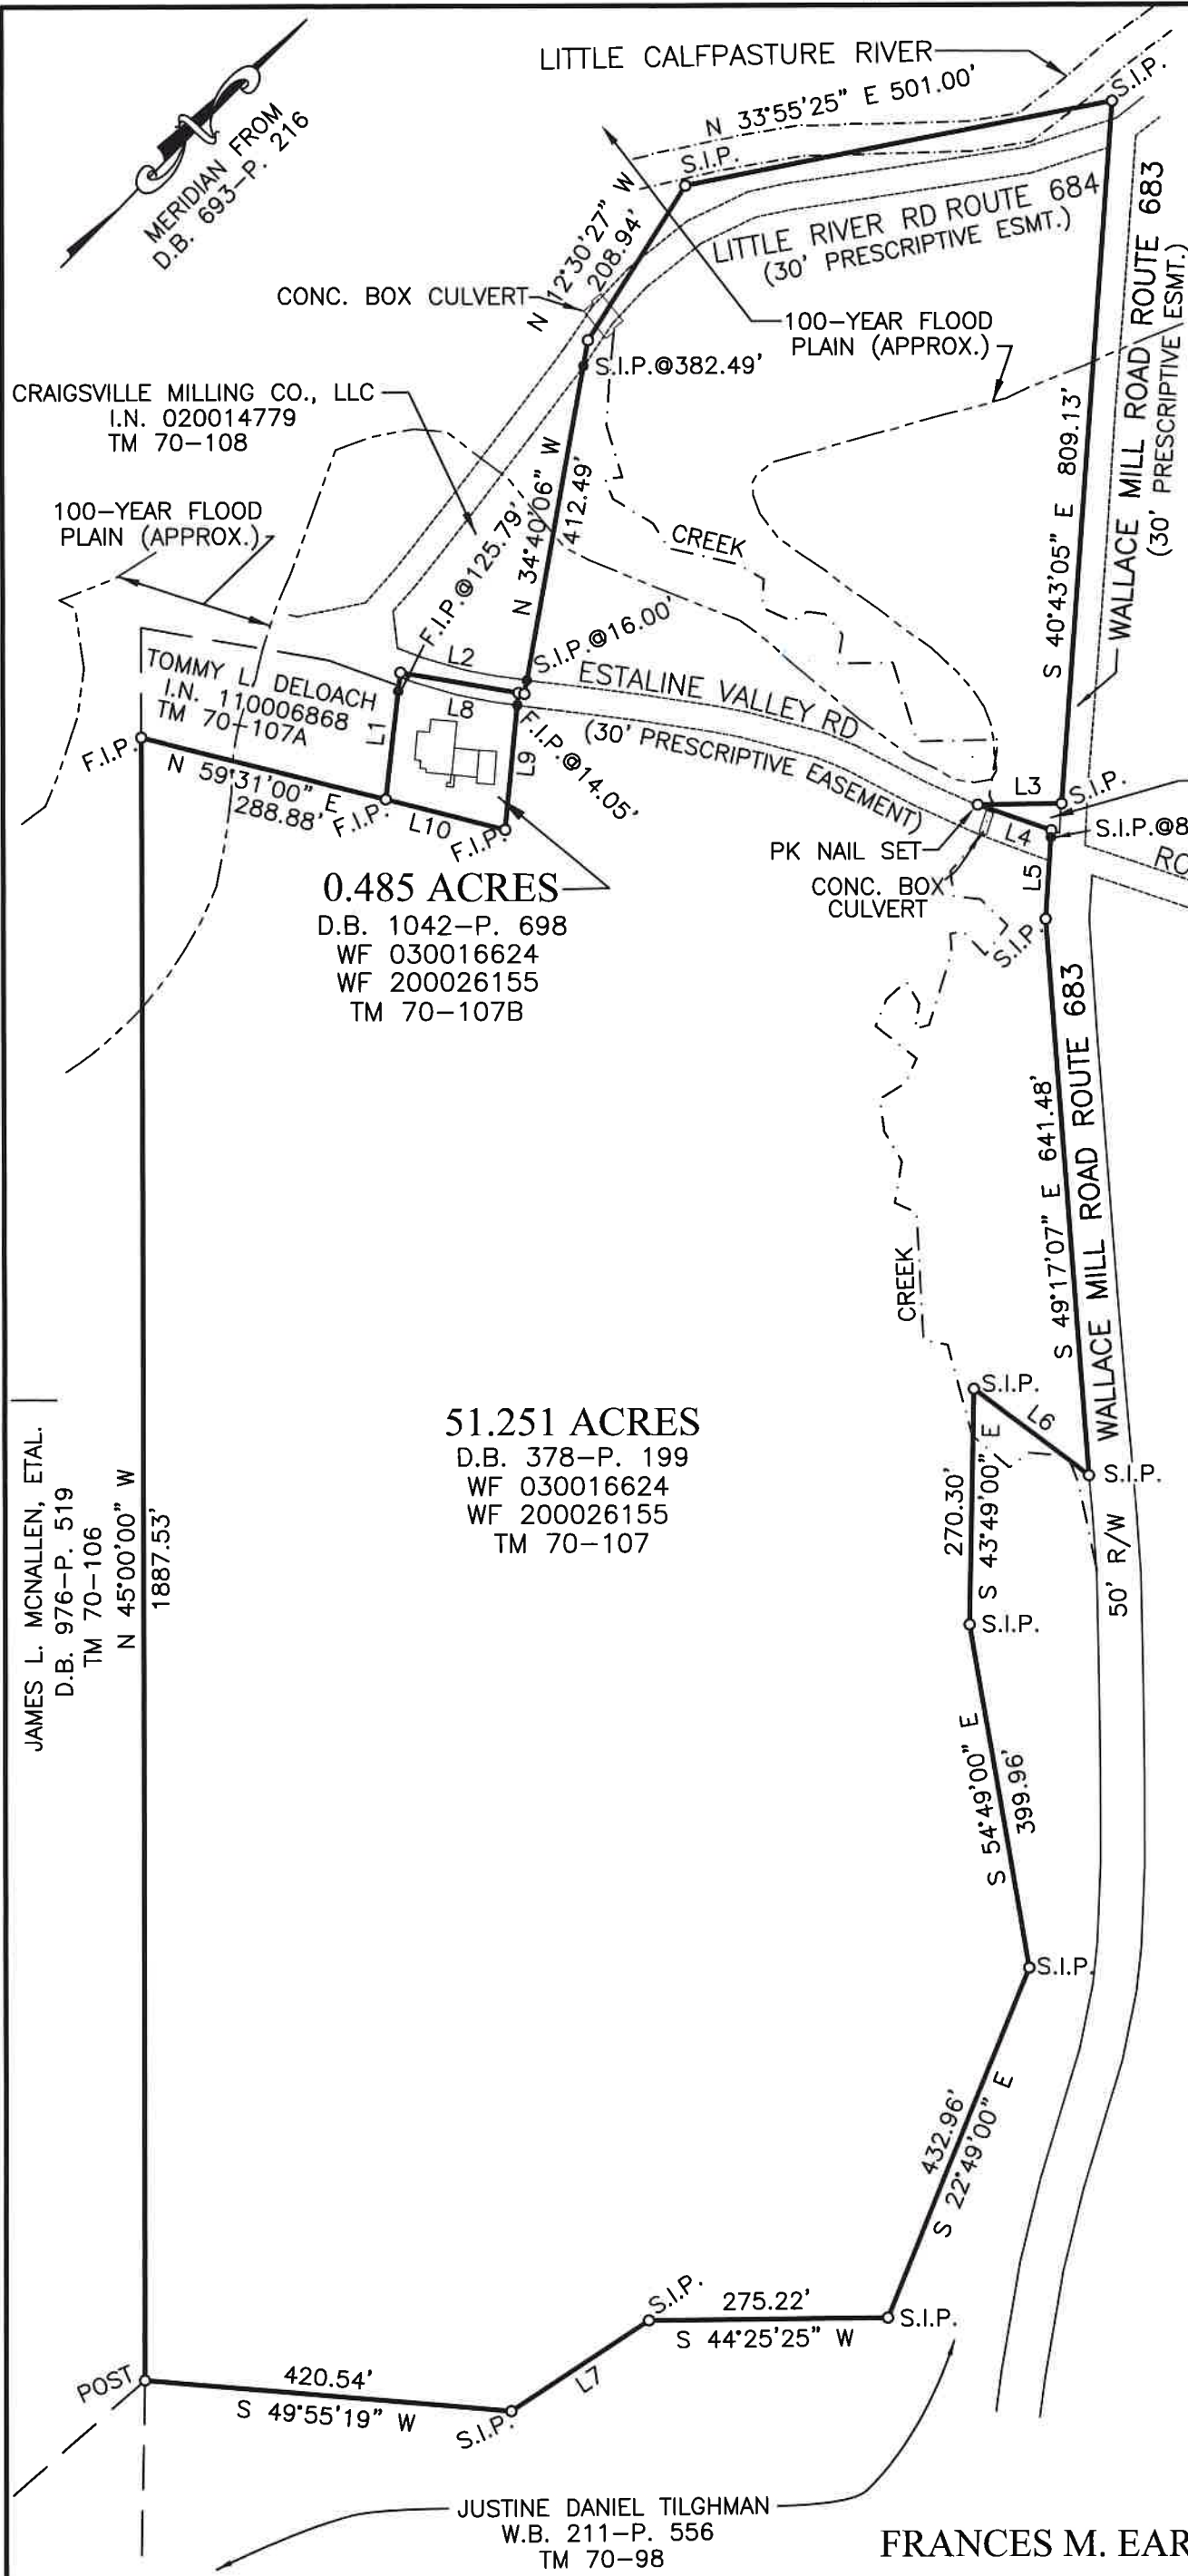 LITTLE CALFPASTURE RIVER
N 33°55'25" E 501.00'
S.I.P.
S.I.P.
MERIDIAN FROM
D.B. 693-P. 216
N 12°30'27" W
208.94'
LITTLE RIVER RD ROUTE 684
(30' PRESCRIPTIVE ESMT.)
WALLACE MILL ROAD ROUTE 683
(30' PRESCRIPTIVE ESMT.)
CONC. BOX CULVERT
100-YEAR FLOOD
PLAIN (APPROX.)
S.I.P.@382.49'
CRAIGSVILLE MILLING CO., LLC
I.N. 020014779
TM 70-108
S 40°43'05" E 809.13'
N 34°40'06" W
412.49'
100-YEAR FLOOD
PLAIN (APPROX.)
CREEK
F.I.P.@125.79'
S.I.P.@16.00'
L2
TOMMY L. DELOACH
I.N. 110006868
TM 70-107A
L1
L8
L9
F.I.P.@14.05'
ESTALINE VALLEY RD
(30' PRESCRIPTIVE EASEMENT)
F.I.P.
N 59°31'00" E
288.88'
F.I.P.
L10
F.I.P.
L3
S.I.P.
L4
S.I.P.@8
PK NAIL SET
L5
RO
CONC. BOX
CULVERT
S.I.P.
0.485 ACRES
D.B. 1042-P. 698
WF 030016624
WF 200026155
TM 70-107B
S 49°17'07" E 641.48'
WALLACE MILL ROAD ROUTE 683
CREEK
S.I.P.
L6
S.I.P.
51.251 ACRES
D.B. 378-P. 199
WF 030016624
WF 200026155
TM 70-107
JAMES L. MCNALLEN, ETAL.
D.B. 976-P. 519
TM 70-106
N 45°00'00" W
1887.53'
270.30'
S 43°49'00" E
50' R/W
S.I.P.
S 54°49'00" E
399.96'
S.I.P.
432.96'
S 22°49'00" E
S.I.P.
275.22'
S 44°25'25" W
S.I.P.
L7
POST
420.54'
S 49°55'19" W
S.I.P.
JUSTINE DANIEL TILGHMAN
W.B. 211-P. 556
TM 70-98
FRANCES M. EAR